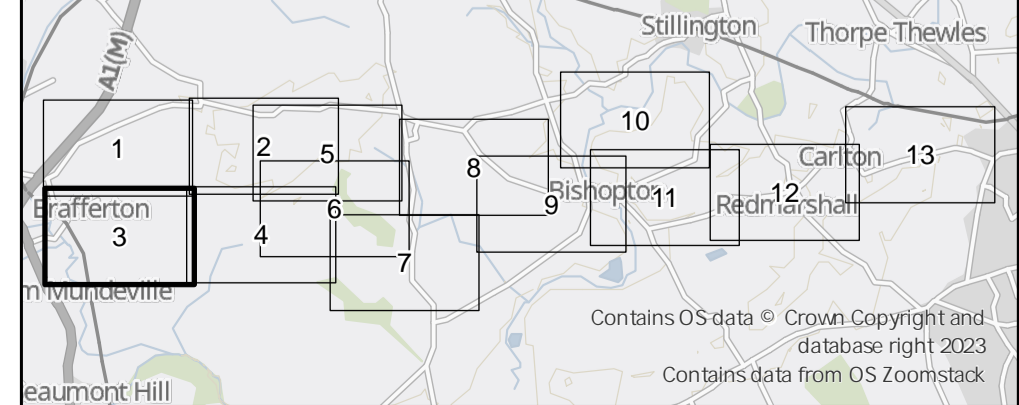 Stillington
Thorpe Thewles
A1(M)
10
1
2
5
Carlton
13
8
Bishopton
11
Redmarshall
12
Brafferton
9
6
3
4
7
m Mundeville
Contains OS data © Crown Copyright and
database right 2023
Contains data from OS Zoomstack
eaumont Hill